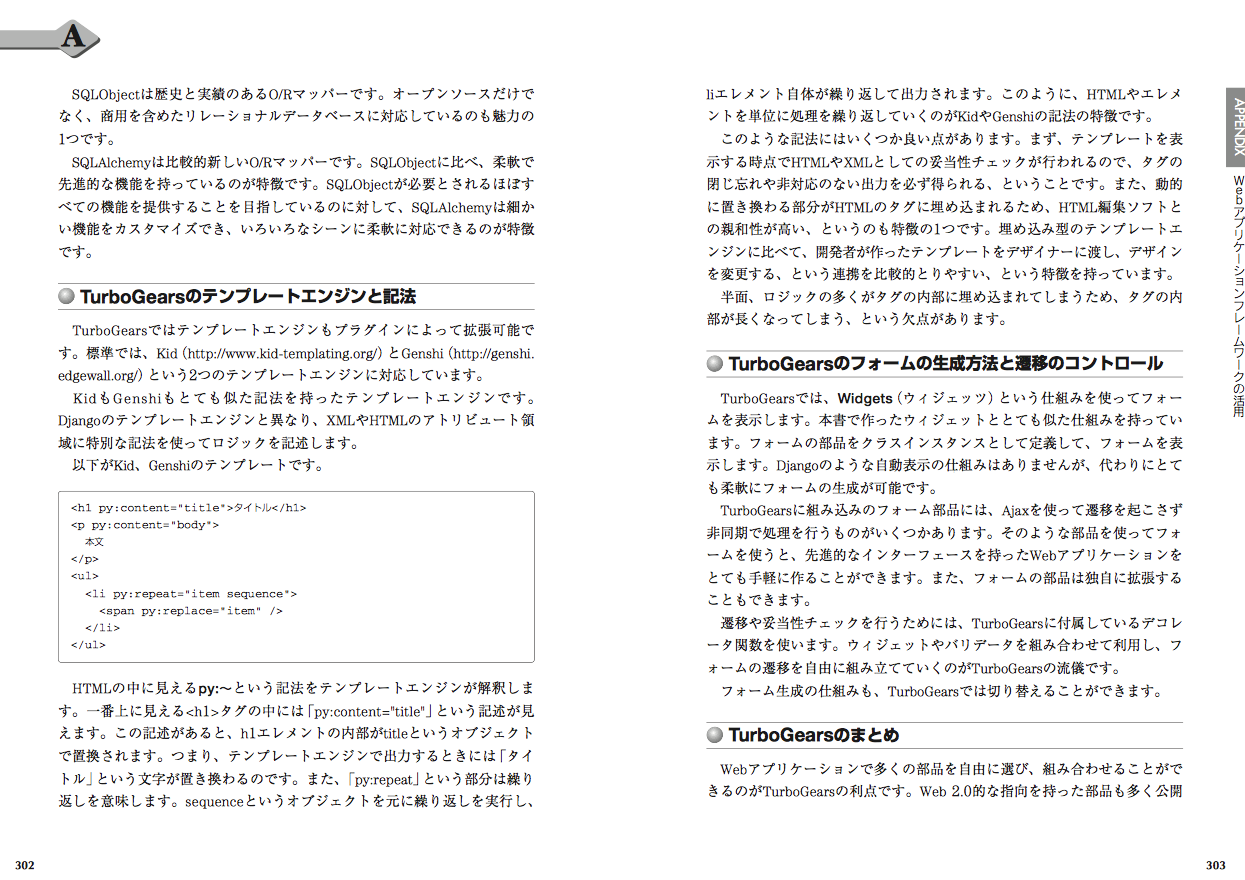 A
SQLObjectは歴史と実績のあるO/Rマッパーです。オープンソースだけで
なく、商用を含めたリレーショナルデータベースに対応しているのも魅力の
1つです。
SQLAlchemyは比較的新しいO/Rマッパーです。SQLObjectに比べ、柔軟で
先進的な機能を持っているのが特徴です。SQLObjectが必要とされるほぼす
べての機能を提供することを目指しているのに対して、SQLAlchemyは細か
い機能をカスタマイズでき、いろいろなシーンに柔軟に対応できるのが特徴
です。
TurboGearsのテンプレートエンジンと記法
TurboGearsではテンプレートエンジンもプラグインによって拡張可能で
す。標準では、Kid（http://www.kid-templating.org/）とGenshi（http://genshi.
edgewall.org/）という2つのテンプレートエンジンに対応しています。
KidもGenshiもとても似た記法を持ったテンプレートエンジンです。
Djangoのテンプレートエンジンと異なり、XMLやHTMLのアトリビュート領
域に特別な記法を使ってロジックを記述します。
以下がKid、Genshiのテンプレートです。
<h1 py:content="title">タイトル</h1>
<p py:content="body">
本文
</p>
<ul>
<li py:repeat="item sequence">
<span py:replace="item" />
</li>
</ul>
HTMLの中に見えるpy:～という記法をテンプレートエンジンが解釈しま
す。一番上に見える<h1>タグの中には「py:content="title"」という記述が見
えます。この記述があると、h1エレメントの内部がtitleというオブジェクト
で置換されます。つまり、テンプレートエンジンで出力するときには「タイ
トル」という文字が置き換わるのです。また、「py:repeat」という部分は繰り
返しを意味します。sequenceというオブジェクトを元に繰り返しを実行し、
302
liエレメント自体が繰り返して出力されます。このように、HTMLやエレメ
ントを単位に処理を繰り返していくのがKidやGenshiの記法の特徴です。
このような記法にはいくつか良い点があります。まず、テンプレートを表
示する時点でHTMLやXMLとしての妥当性チェックが行われるので、タグの
閉じ忘れや非対応のない出力を必ず得られる、ということです。また、動的
に置き換わる部分がHTMLのタグに埋め込まれるため、HTML編集ソフトと
の親和性が高い、というのも特徴の1つです。埋め込み型のテンプレートエ
ンジンに比べて、開発者が作ったテンプレートをデザイナーに渡し、デザイン
を変更する、という連携を比較的とりやすい、という特徴を持っています。
半面、ロジックの多くがタグの内部に埋め込まれてしまうため、タグの内
部が長くなってしまう、という欠点があります。
TurboGearsのフォームの生成方法と遷移のコントロール
TurboGearsでは、Widgets（ウィジェッツ）という仕組みを使ってフォー
ムを表示します。本書で作ったウィジェットととても似た仕組みを持ってい
ます。フォームの部品をクラスインスタンスとして定義して、フォームを表
示します。Djangoのような自動表示の仕組みはありませんが、代わりにとて
も柔軟にフォームの生成が可能です。
TurboGearsに組み込みのフォーム部品には、Ajaxを使って遷移を起こさず
非同期で処理を行うものがいくつかあります。そのような部品を使ってフォ
ームを使うと、先進的なインターフェースを持ったWebアプリケーションを
とても手軽に作ることができます。また、フォームの部品は独自に拡張する
こともできます。
遷移や妥当性チェックを行うためには、TurboGearsに付属しているデコレ
ータ関数を使います。ウィジェットやバリデータを組み合わせて利用し、フ
ォームの遷移を自由に組み立てていくのがTurboGearsの流儀です。
フォーム生成の仕組みも、TurboGearsでは切り替えることができます。
TurboGearsのまとめ
Webアプリケーションで多くの部品を自由に選び、組み合わせることがで
きるのがTurboGearsの利点です。Web 2.0的な指向を持った部品も多く公開
APPENDIX
Webアプリケーションフレームワークの活用
303